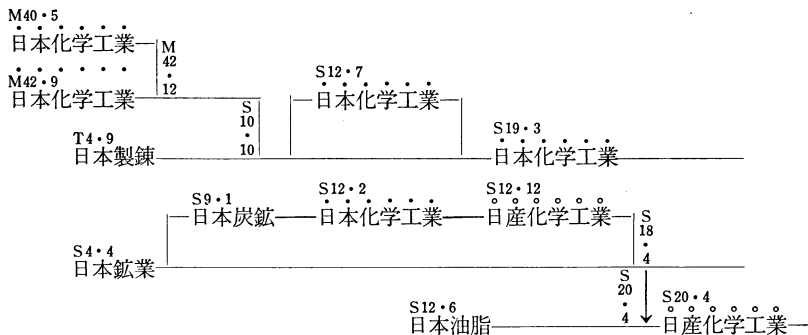 M40・5
日本化学工業
M42・12
M42・9
日本化学工業
S10・10
S12・7
日本化学工業
T4・9
日本製錬
S19・3
日本化学工業
S9・1
日本炭鉱
S12・2
日本化学工業
S12・12
日産化学工業
S18・4
S4・4
日本鉱業
S20・4
S12・6
日本油脂
S20・4
日産化学工業